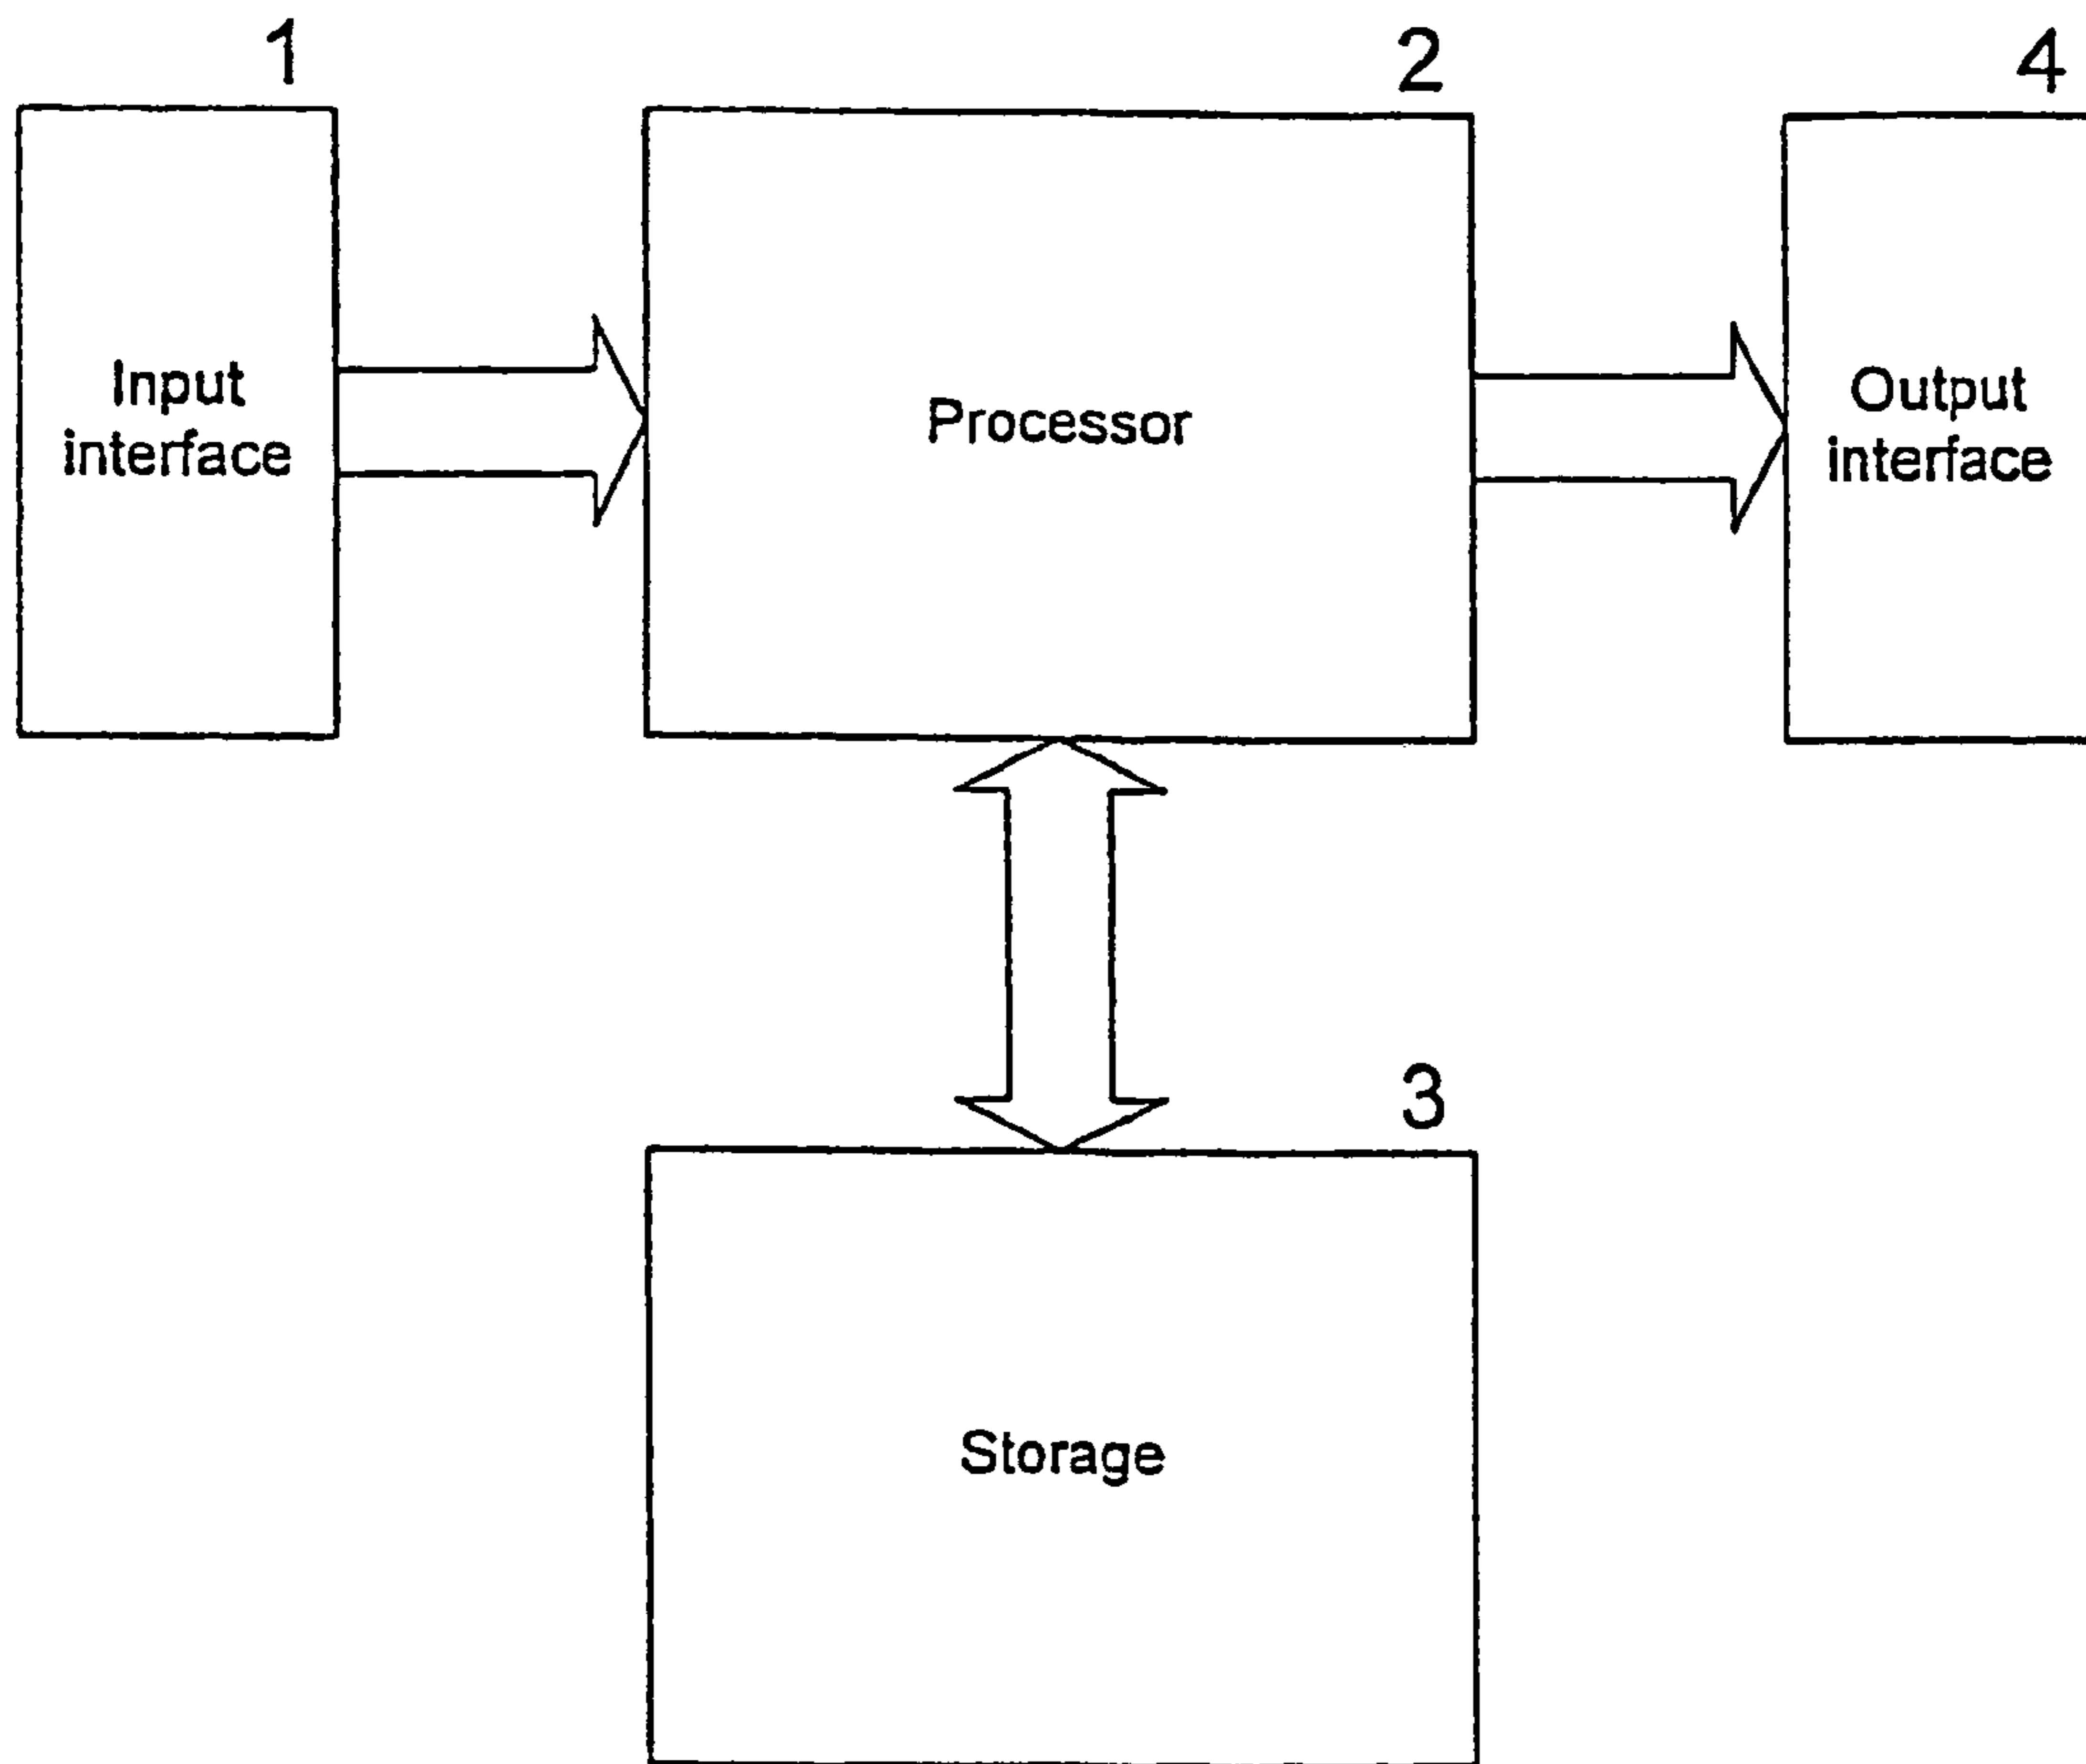 1
2
4
Input
interface
Processor
Output
interface
3
Storage